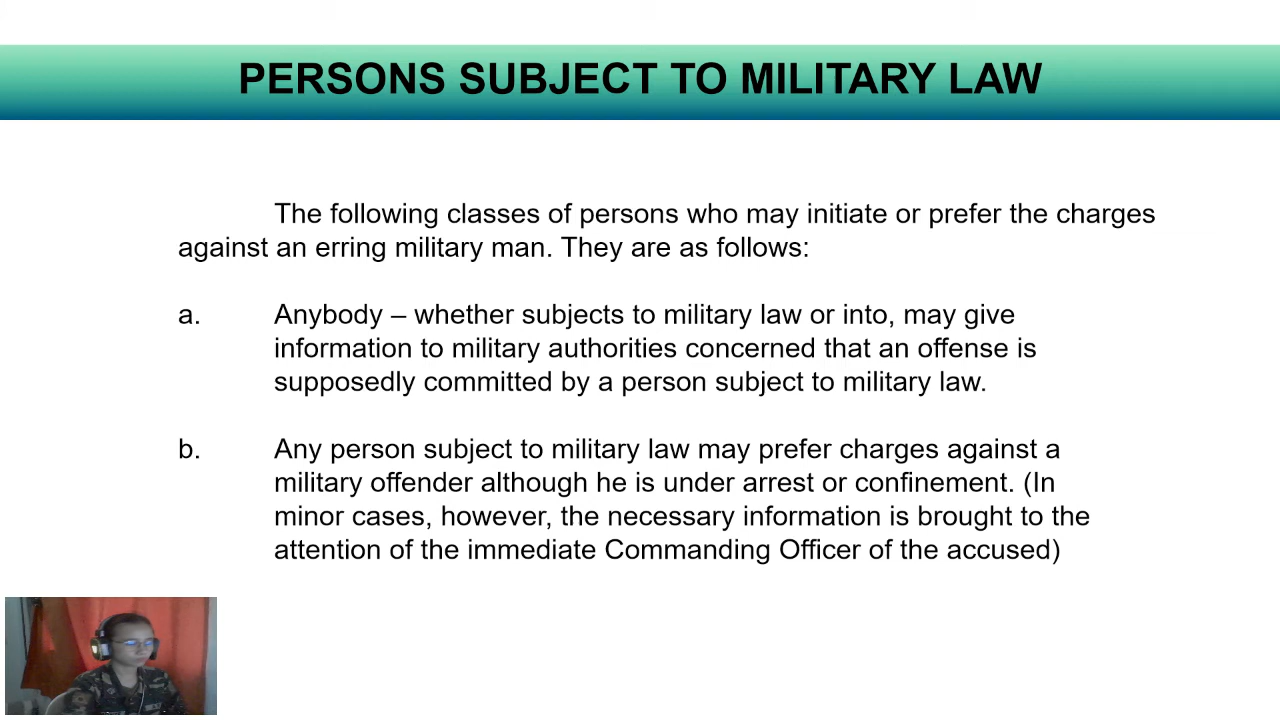 PERSONS SUBJECT TO MILITARY LAW
The following classes of persons who may initiate or prefer the charges
against an erring military man. They are as follows:
a. Anybody – whether subjects to military law or into, may give
information to military authorities concerned that an offense is
supposedly committed by a person subject to military law.
b. Any person subject to military law may prefer charges against a
military offender although he is under arrest or confinement. (In
minor cases, however, the necessary information is brought to the
attention of the immediate Commanding Officer of the accused)